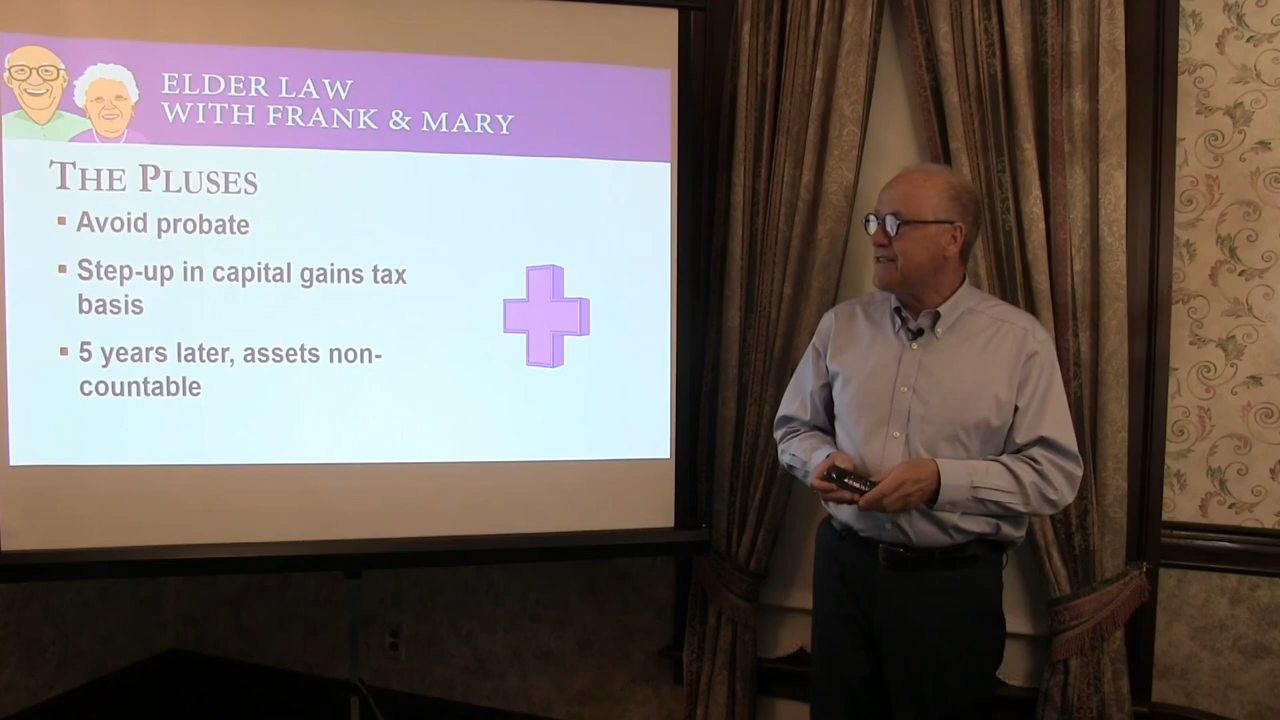 ELDER LAW
WITH FRANK & MARY
THE PLUSES
▪ Avoid probate
▪ Step-up in capital gains tax
basis
▪ 5 years later, assets non-
countable